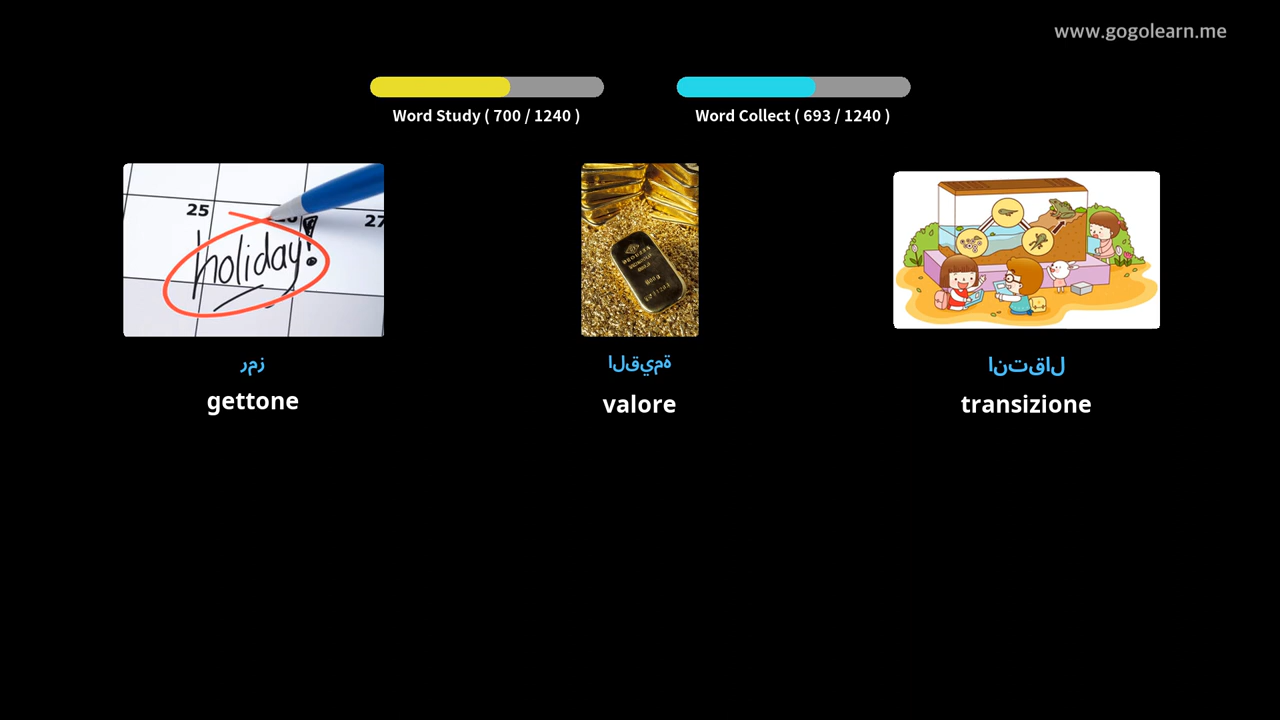 www.gogolearn.me
Word Study ( 700 / 1240 )
Word Collect ( 693 / 1240 )
25
27
holiday!
رمز
القيمة
انتقال
gettone
valore
transizione